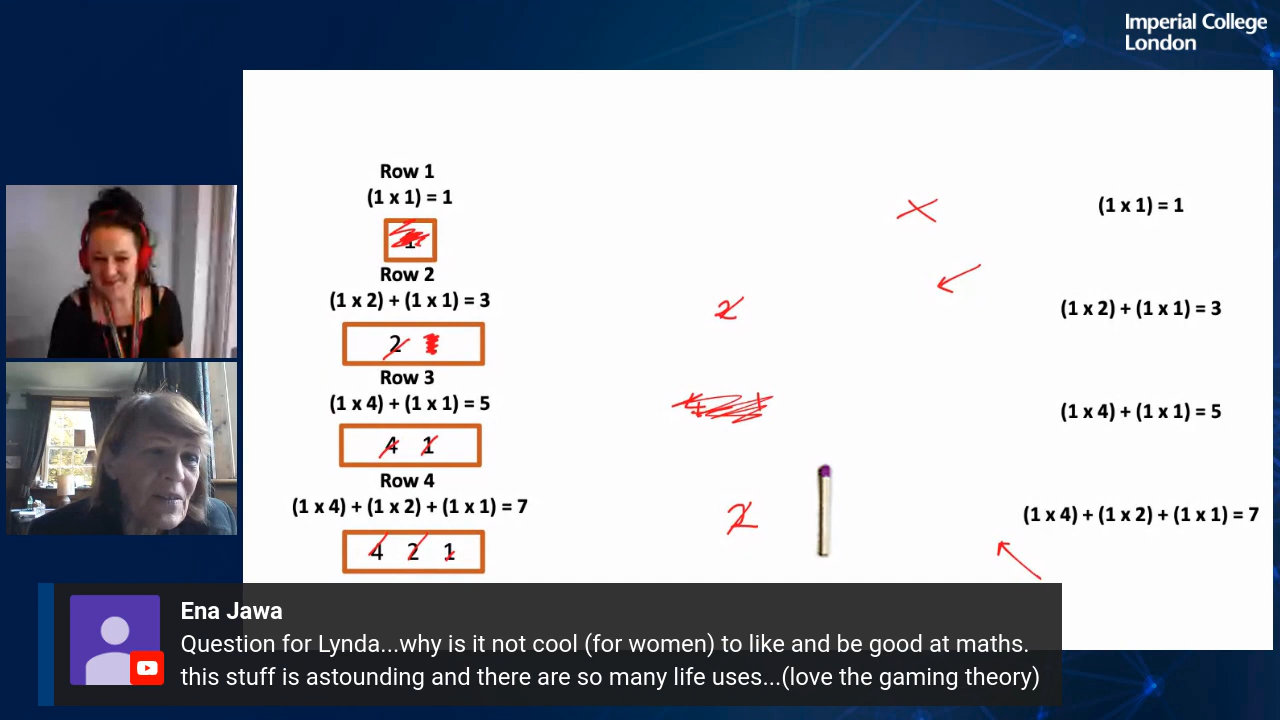 Imperial College
London
Row 1
(1 x 1) = 1
1
Row 2
(1 x 2) + (1 x 1) = 3
2
Row 3
(1 x 4) + (1 x 1) = 5
4 1
Row 4
(1 x 4) + (1 x 2) + (1 x 1) = 7
4 2 1
2
2
(1 x 1) = 1
(1 x 2) + (1 x 1) = 3
(1 x 4) + (1 x 1) = 5
(1 x 4) + (1 x 2) + (1 x 1) = 7
Ena Jawa
Question for Lynda...why is it not cool (for women) to like and be good at maths.
this stuff is astounding and there are so many life uses...(love the gaming theory)